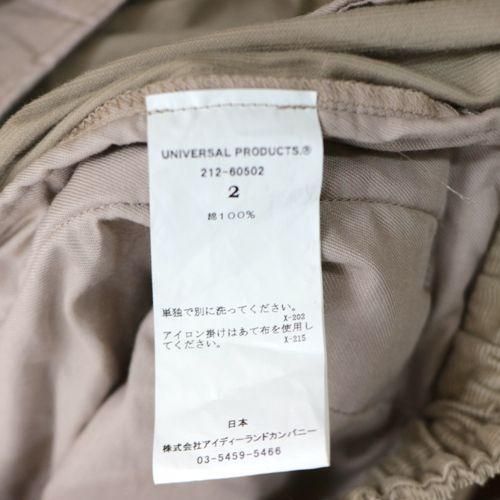 UNIVERSAL PRODUCTS.®
212-60502
2
綿100%
単独で別に洗ってください。
X-202
アイロン掛けはあて布を使用し
てください。 X-215
日本
株式会社アイディーランドカンパニー
03-5459-5466